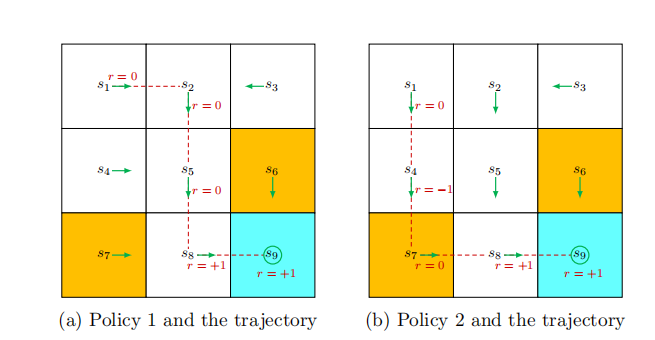 r = 0
s1 s2 s3
r = 0
s4 s5 s6
r = 0
s7 s8 s9
r = +1
r = +1
(a) Policy 1 and the trajectory
s1 s2 s3
r = 0
s4 s5 s6
r = −1
s7 s8 s9
r = 0 r = +1
r = +1
(b) Policy 2 and the trajectory